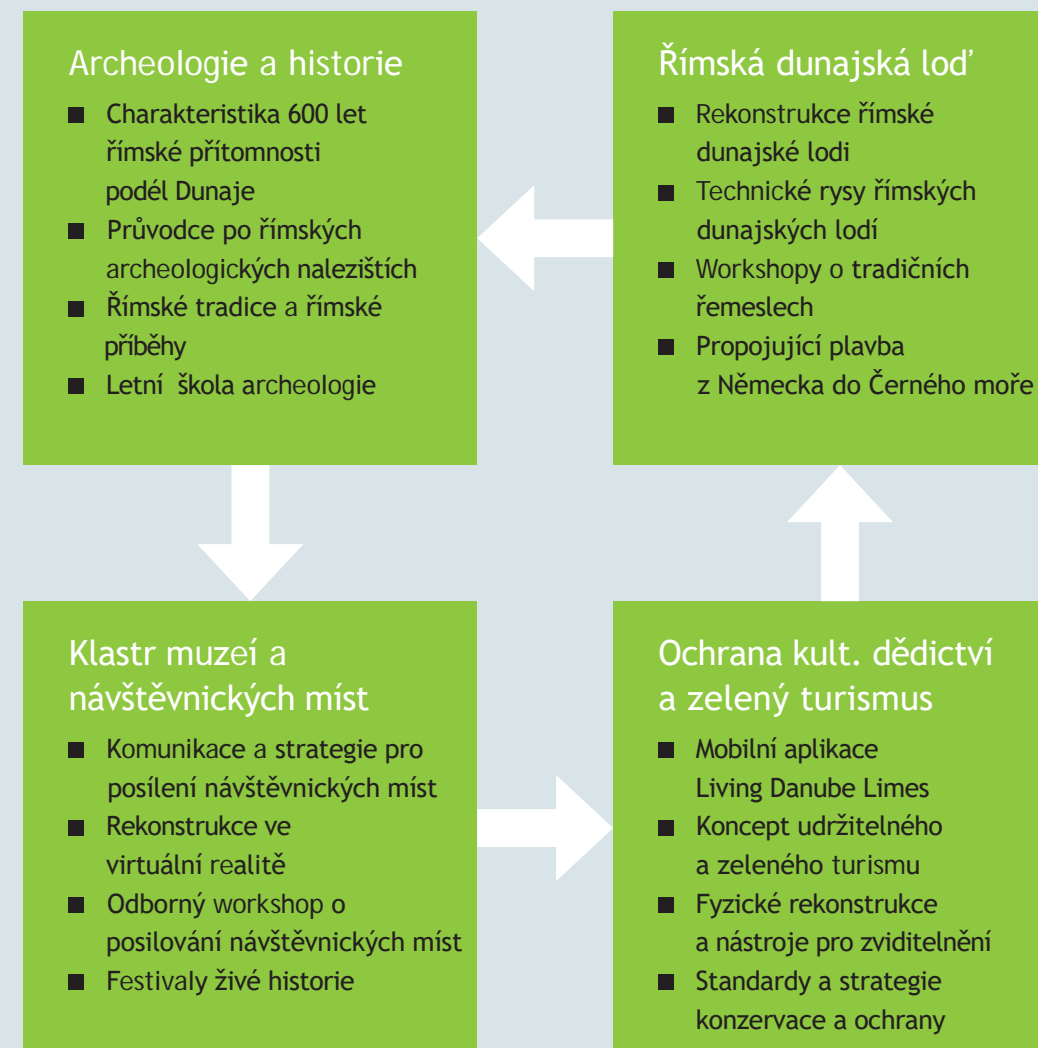 Archeologie a historie
■ Charakteristika 600 let
římské přítomnosti
podél Dunaje
■ Průvodce po římských
archeologických nalezištích
■ Římské tradice a římské
příběhy
■ Letní škola archeologie
Římská dunajská loď
■ Rekonstrukce římské
dunajské lodi
■ Technické rysy římských
dunajských lodí
■ Workshopy o tradičních
řemeslech
■ Propojující plavba
z Německa do Černého moře
Klastr muzeí a
návštěvnických míst
■ Komunikace a strategie pro
posílení návštěvnických míst
■ Rekonstrukce ve
virtuální realitě
■ Odborný workshop o
posilování návštěvnických míst
■ Festivaly živé historie
Ochrana kult. dědictví
a zelený turismus
■ Mobilní aplikace
Living Danube Limes
■ Koncept udržitelného
a zeleného turismu
■ Fyzické rekonstrukce
a nástroje pro zviditelnění
■ Standardy a strategie
konzervace a ochrany